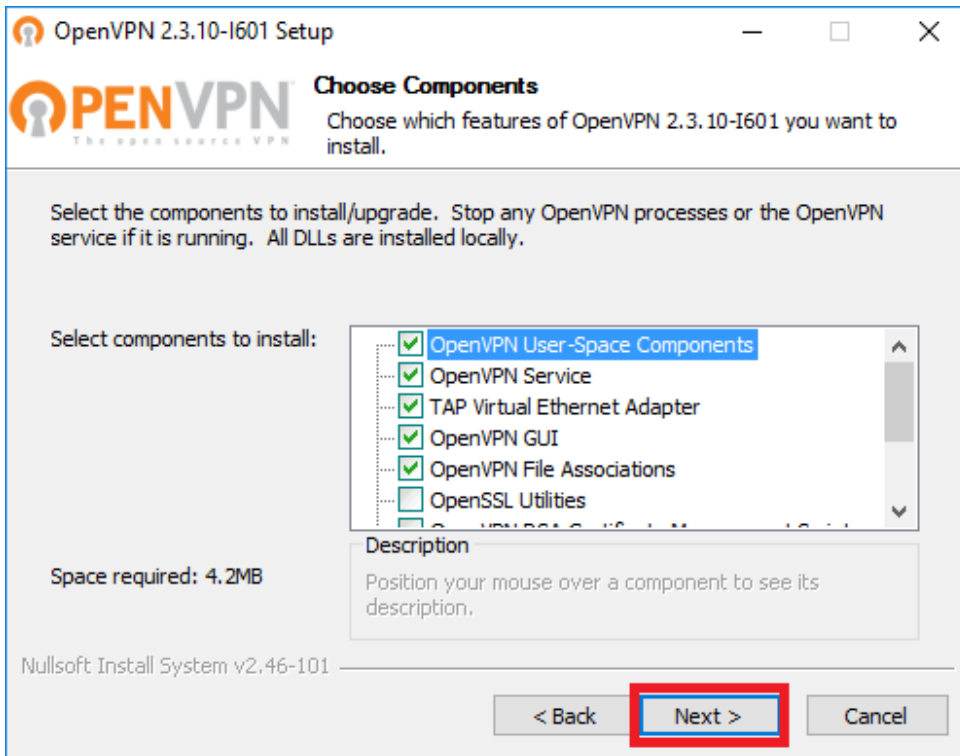 OpenVPN 2.3.10-I601 Setup
OPENVPN
The open source VPN
Choose Components
Choose which features of OpenVPN 2.3.10-I601 you want to
install.
Select the components to install/upgrade. Stop any OpenVPN processes or the OpenVPN
service if it is running. All DLLs are installed locally.
Select components to install:
OpenVPN User-Space Components
OpenVPN Service
TAP Virtual Ethernet Adapter
OpenVPN GUI
OpenVPN File Associations
OpenSSL Utilities
Space required: 4.2MB
Description
Position your mouse over a component to see its
description.
Nullsoft Install System v2.46-101
< Back
Next >
Cancel